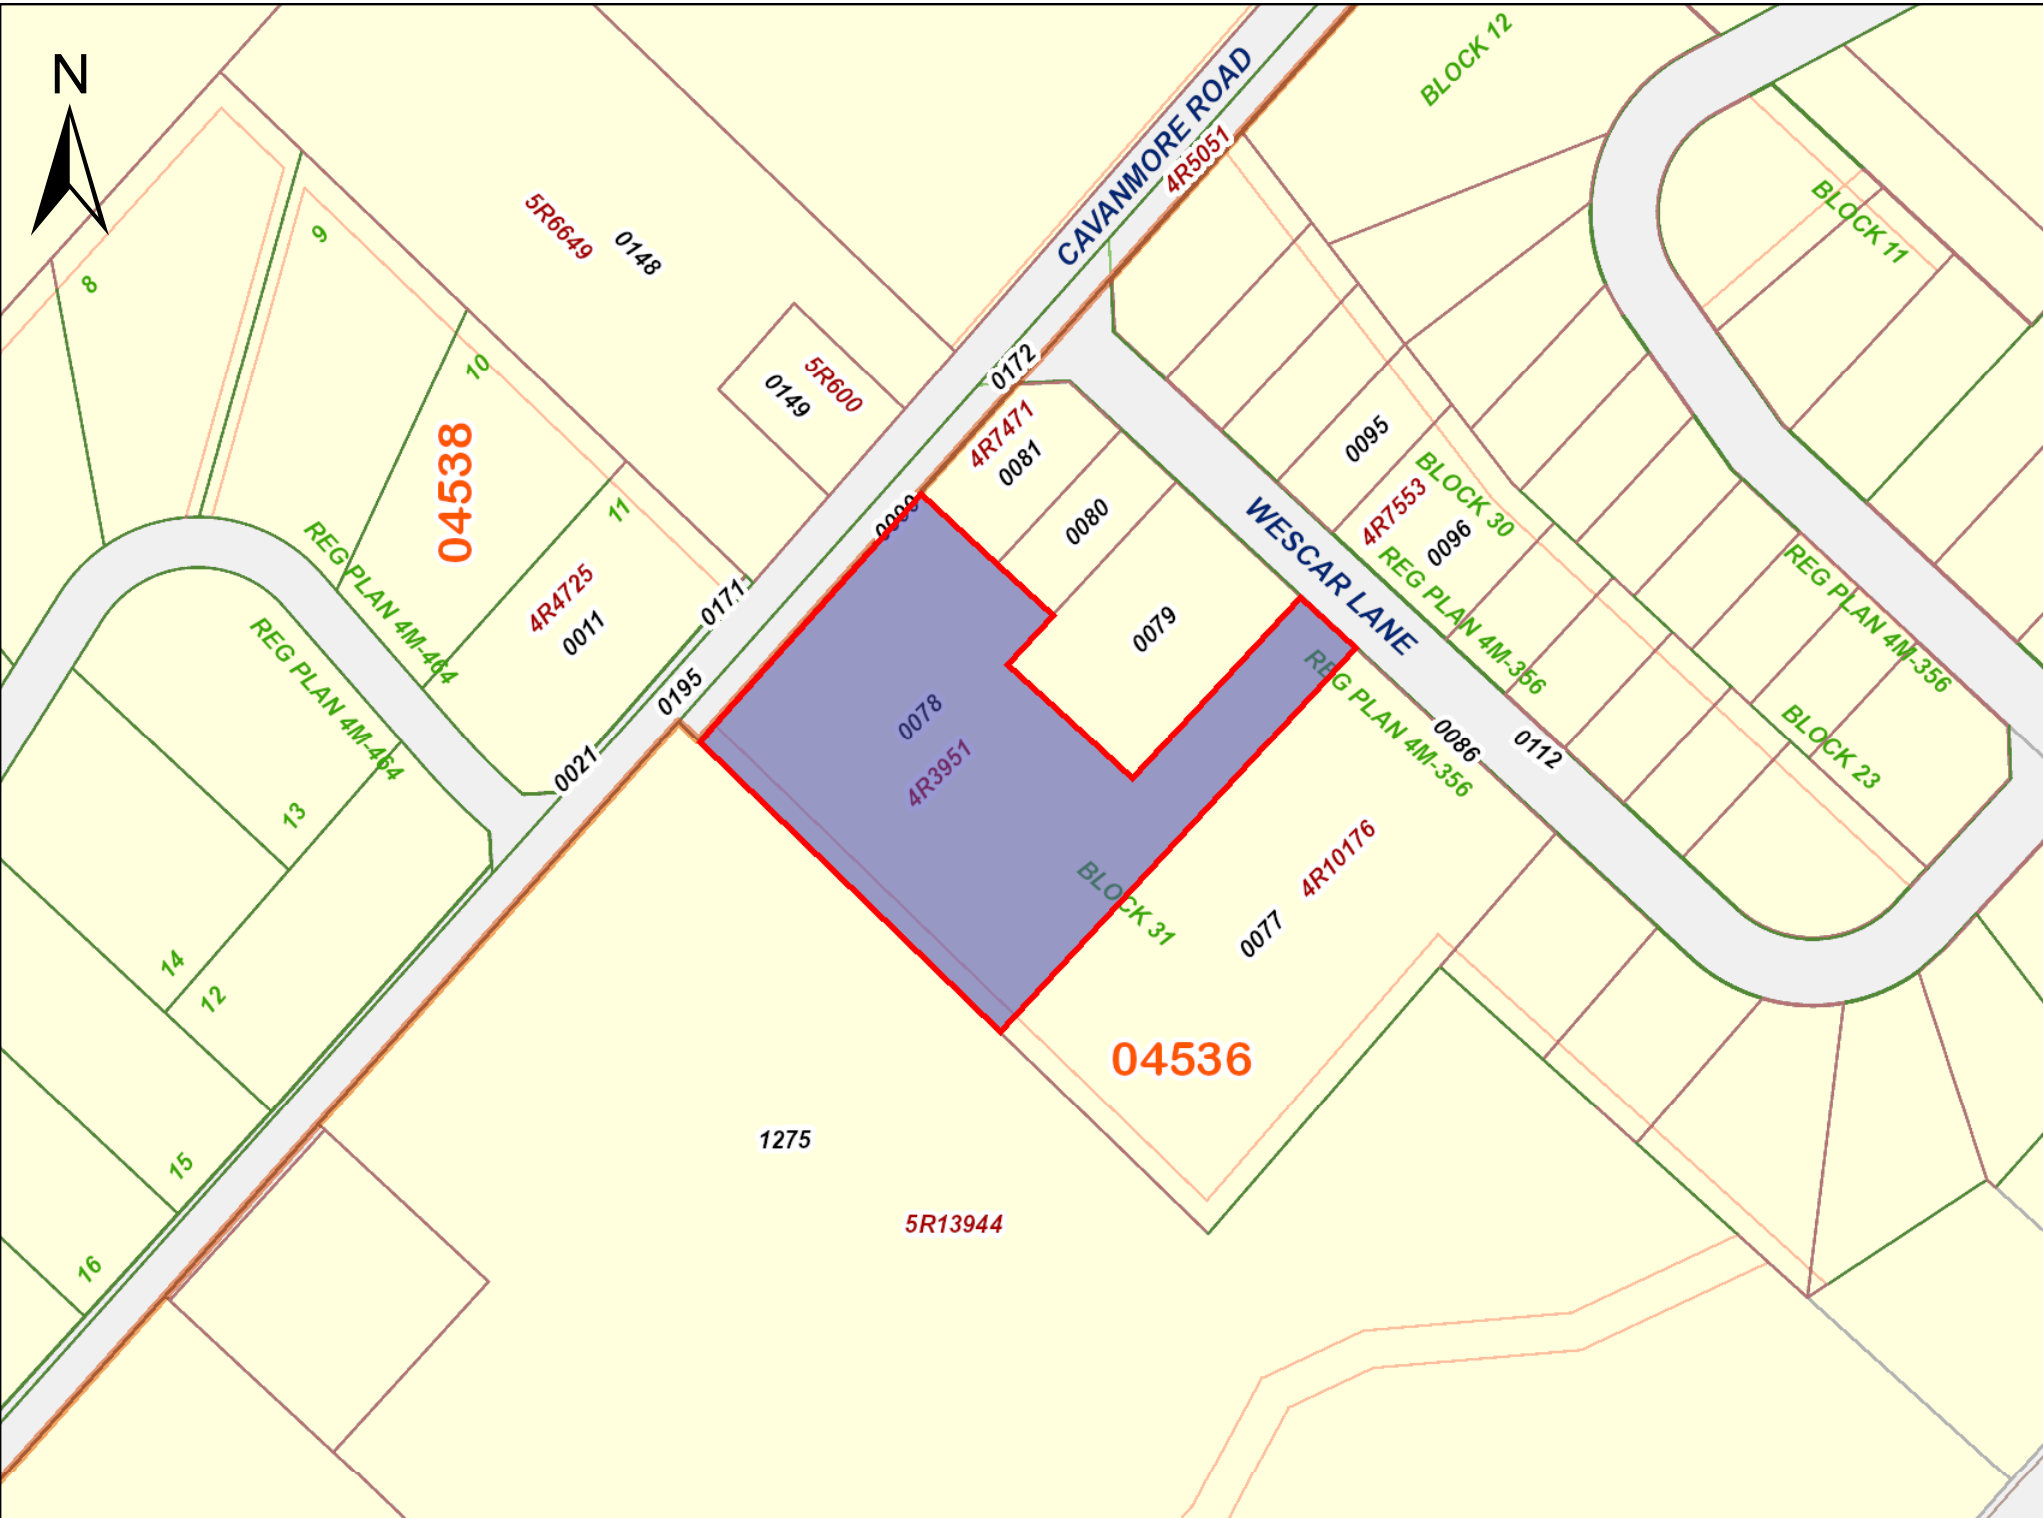 N
BLOCK 12
CAVANMORE ROAD
4R5051
5R6649
0148
9
8
BLOCK 11
0172
5R600
0149
10
4R7471
0081
0095
04538
11
BLOCK 30
4R7553
0096
0080
WESCAR LANE
REG PLAN 4M-464
REG PLAN 4M-356
REG PLAN 4M-356
4R4725
0011
0171
0079
REG PLAN 4M-464
0195
0078
4R3951
REG PLAN 4M-356
0086
0112
BLOCK 23
0021
13
4R10176
BLOCK 31
0077
14
12
04536
1275
15
5R13944
16